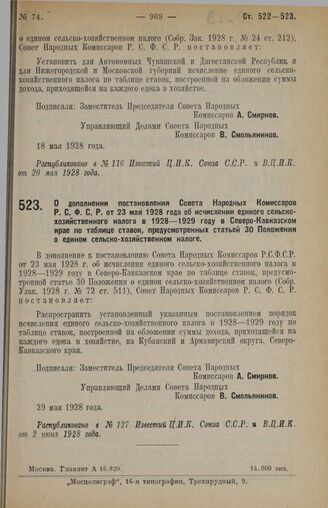 № 74.
— 969 —
Ст. 522—523.
о едином сельско-хозяйственном налоге (Собр. Зак. 1928 г. № 24 ст. 212),
Совет Народных Комиссаров Р. С. Ф. С. Р. постановляет:
Установить для Автономных Чувашской и Дагестанской Республик и
для Нижегородской и Московской губерний исчисление единого сельско-
хозяйственного налога по таблице ставок, построенной на обложении суммы
дохода, приходящейся на каждого едока в хозяйстве.
Подписали: Заместитель Председателя Совета Народных
Комиссаров А. Смирнов.
Управляющий Делами Совета Народных
Комиссаров В. Смольянинов.
18 мая 1928 года.
Распубликовано в № 116 Известий Ц.И.К. Союза С.С.Р. и В.Ц.И.К.
от 20 мая 1928 года.
523. О дополнении постановления Совета Народных Комиссаров
Р. С. Ф. С. Р. от 23 мая 1928 года об исчислении единого сельско-
хозяйственного налога в 1928—1929 году в Северо-Кавказском
крае по таблице ставок, предусмотренных статьей 30 Положения
о едином сельско-хозяйственном налоге.
В дополнение к постановлению Совета Народных Комиссаров Р.С.Ф.С.Р.
от 23 мая 1928 г. об исчислении единого сельско-хозяйственного налога в
1928—1929 году в Северо-Кавказском крае по таблице ставок, предусмот-
ренной статье 30 Положения о едином сельско-хозяйственном налоге (Собр.
Узак. 1928 г. № 72 ст. 511), Совет Народных Комиссаров Р. С. Ф. С. Р.
постановляет:
Распространить установленный указанным постановлением порядок
исчисления единого сельско-хозяйственного налога в 1928—1929 году по
таблице ставок, построенной на обложении суммы дохода, приходящейся на
каждого едока в хозяйстве, на Кубанский и Армавирский округа, Северо-
Кавказского края.
Подписали: Заместитель Председателя Совета Народных
Комиссаров А. Смирнов.
Управляющий Делами Совета Народных
Комиссаров В. Смольянинов.
29 мая 1928 года.
Распубликовано в № 127 Известий Ц.И.К. Союза С.С.Р. и В.Ц.И.К.
от 2 июня 1928 года.
Москва. Главлит А 16.820.
14.000 экз.
„Мосполиграф“, 16-я типография, Трехпрудный, 9.